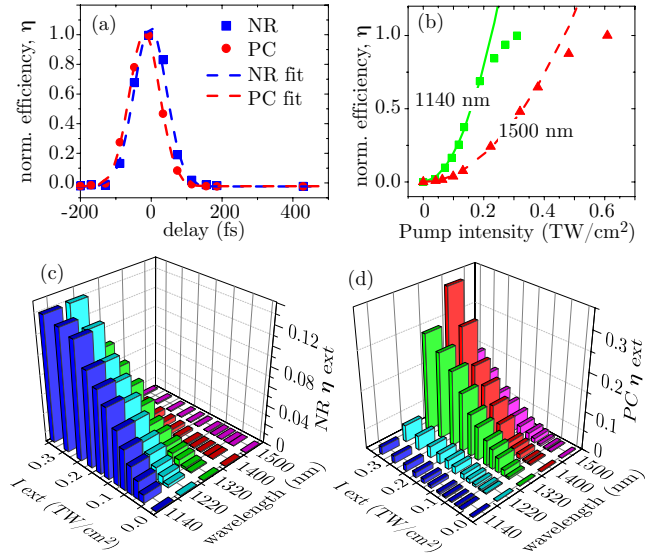 (a)
NR
PC
NR fit
PC fit
norm. efficiency, η
1.0
0.8
0.6
0.4
0.2
0.0
-200
0
200
400
delay (fs)
(b)
1140 nm
1500 nm
norm. efficiency, η
1.0
0.5
0.0
0.0
0.2
0.4
0.6
Pump intensity (TW/cm²)
(c)
0.12
0.08
0.04
0
NR η ext
0.3
0.2
0.1
0.0
I ext (TW/cm²)
1140
1220
1320
1400
1500
wavelength (nm)
(d)
0.3
0.2
0.1
0
PC η ext
0.3
0.2
0.1
0.0
I ext (TW/cm²)
1140
1220
1320
1400
1500
wavelength (nm)